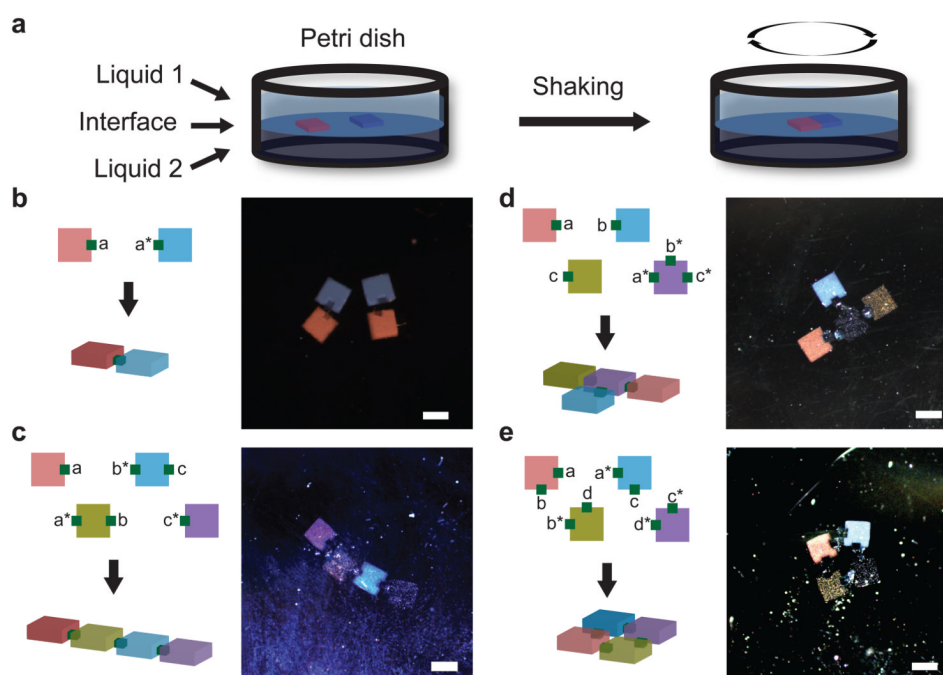 a
Petri dish
Liquid 1
Interface
Liquid 2
Shaking
b
a
a*
c
a
b*
c
a*
b
c*
d
a
b
b*
c
a*
c*
e
a
b
a*
c
d
b*
c*
d*